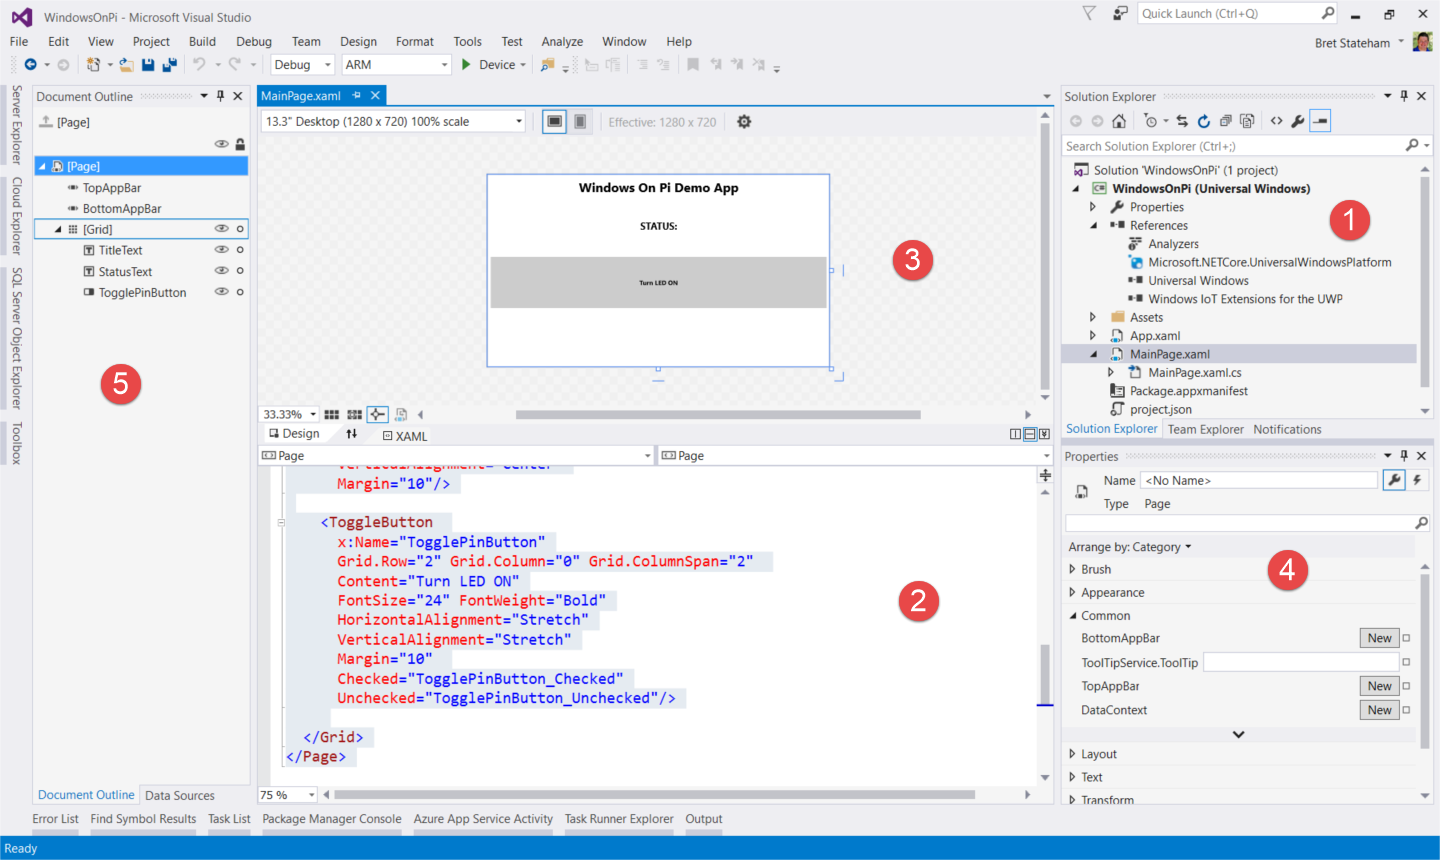 WindowsOnPi - Microsoft Visual Studio
Quick Launch (Ctrl+Q)
File Edit View Project Build Debug Team Design Format Tools Test Analyze Window Help
Bret Stateham
Debug ARM Device
Server Explorer
Cloud Explorer
SQL Server Object Explorer
Toolbox
Document Outline
[Page]
[Page]
TopAppBar
BottomAppBar
[Grid]
TitleText
StatusText
TogglePinButton
5
Document Outline Data Sources
MainPage.xaml
13.3" Desktop (1280 x 720) 100% scale
Effective: 1280 x 720
Windows On Pi Demo App
STATUS:
Turn LED ON
3
33.33%
Design XAML
Page Page
VerticalAlignment="Center"
Margin="10"/>
<ToggleButton
x:Name="TogglePinButton"
Grid.Row="2" Grid.Column="0" Grid.ColumnSpan="2"
Content="Turn LED ON"
FontSize="24" FontWeight="Bold"
HorizontalAlignment="Stretch"
VerticalAlignment="Stretch"
Margin="10"
Checked="TogglePinButton_Checked"
Unchecked="TogglePinButton_Unchecked"/>
</Grid>
</Page>
2
75 %
Solution Explorer
Search Solution Explorer (Ctrl+;)
Solution 'WindowsOnPi' (1 project)
C# WindowsOnPi (Universal Windows)
Properties
References
Analyzers
Microsoft.NETCore.UniversalWindowsPlatform
Universal Windows
Windows IoT Extensions for the UWP
Assets
App.xaml
MainPage.xaml
MainPage.xaml.cs
Package.appxmanifest
project.json
1
Solution Explorer Team Explorer Notifications
Properties
Name <No Name>
Type Page
Arrange by: Category
4
Brush
Appearance
Common
BottomAppBar New
ToolTipService.ToolTip
TopAppBar New
DataContext New
Layout
Text
Transform
Error List Find Symbol Results Task List Package Manager Console Azure App Service Activity Task Runner Explorer Output
Ready